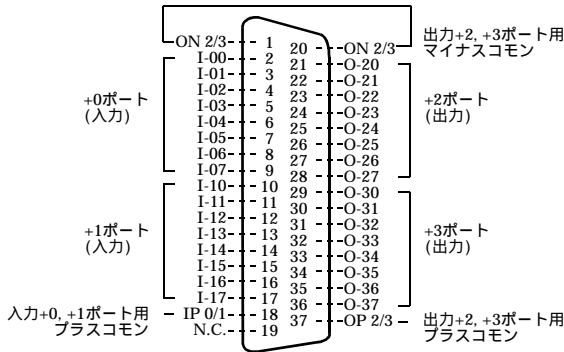 ON 2/3 1 20 ON 2/3 出力+2, +3ポート用
マイナスコモン
I-00 2 21 O-20
I-01 3 22 O-21
I-02 4 23 O-22
I-03 5 24 O-23
I-04 6 25 O-24
I-05 7 26 O-25
I-06 8 27 O-26
I-07 9 28 O-27
+0ポート
(入力)
+2ポート
(出力)
I-10 10 29 O-30
I-11 11 30 O-31
I-12 12 31 O-32
I-13 13 32 O-33
I-14 14 33 O-34
I-15 15 34 O-35
I-16 16 35 O-36
I-17 17 36 O-37
+1ポート
(入力)
+3ポート
(出力)
入力+0, +1ポート用
プラスコモン
IP 0/1 18 37 OP 2/3
N.C. 19
出力+2, +3ポート用
プラスコモン